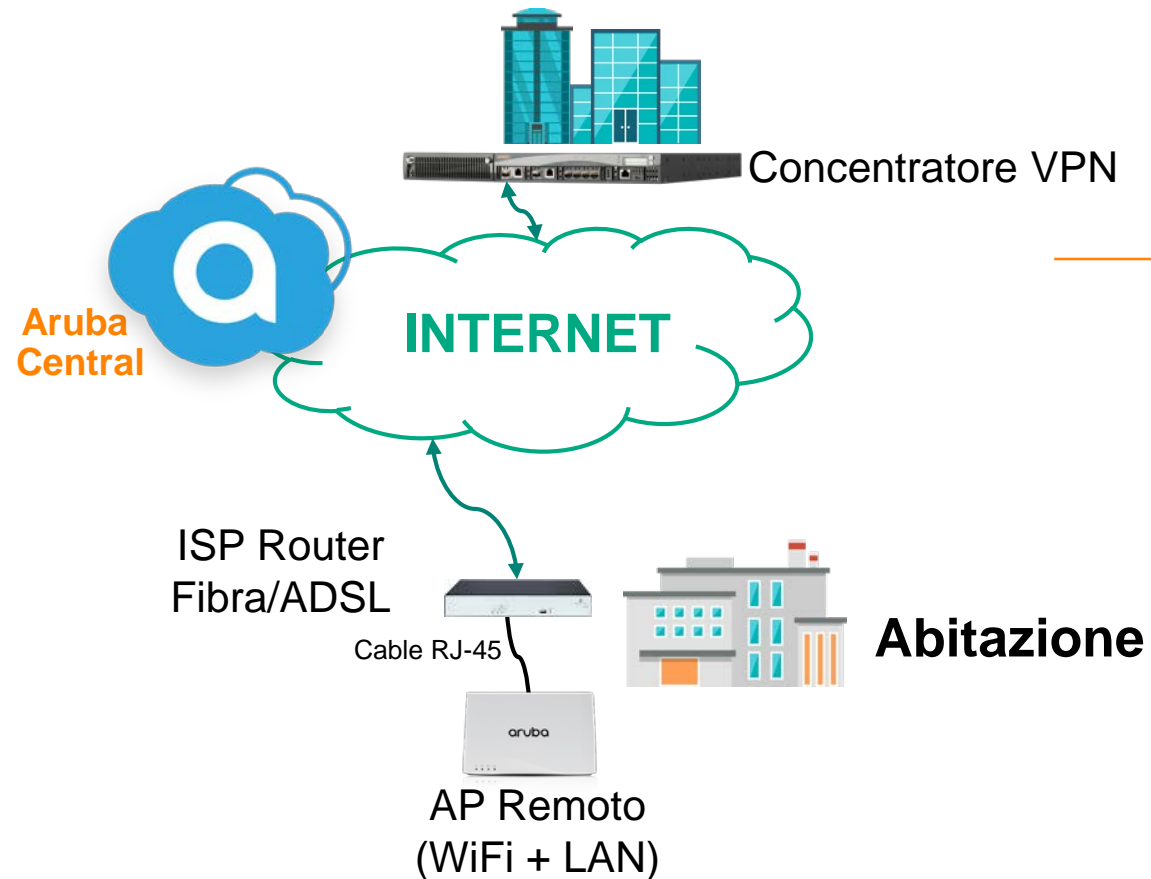 Concentratore VPN
Aruba
Central
INTERNET
ISP Router
Fibra/ADSL
Cable RJ-45
Abitazione
aruba
AP Remoto
(WiFi + LAN)